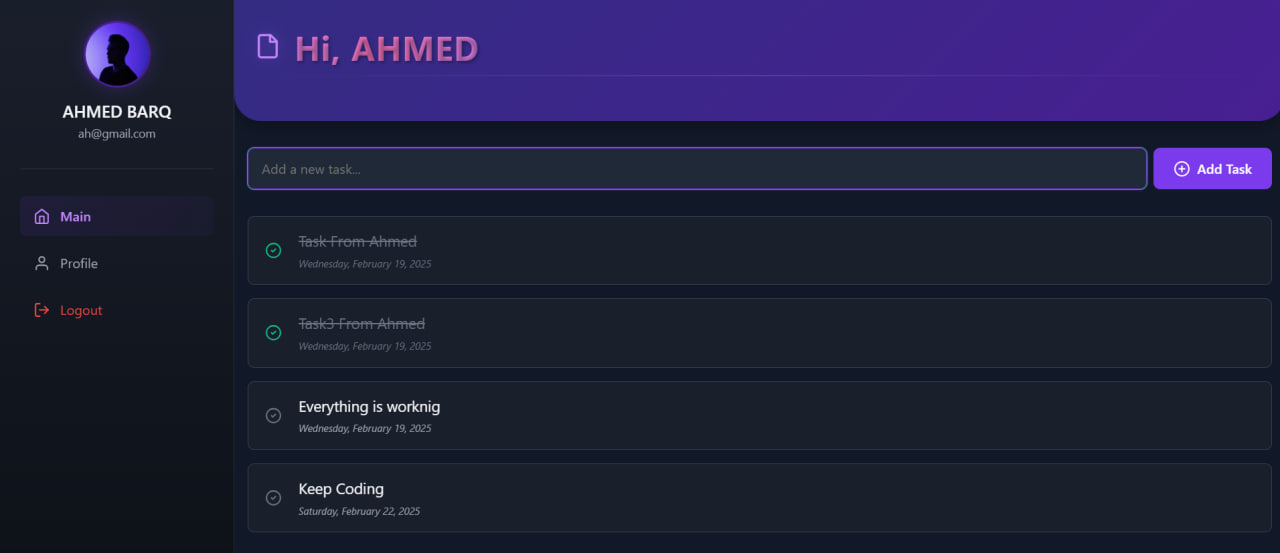 AHMED BARQ
ah@gmail.com
Main
Profile
Logout
Hi, AHMED
Add a new task...
Add Task
Task From Ahmed
Wednesday, February 19, 2025
Task3 From Ahmed
Wednesday, February 19, 2025
Everything is worknig
Wednesday, February 19, 2025
Keep Coding
Saturday, February 22, 2025